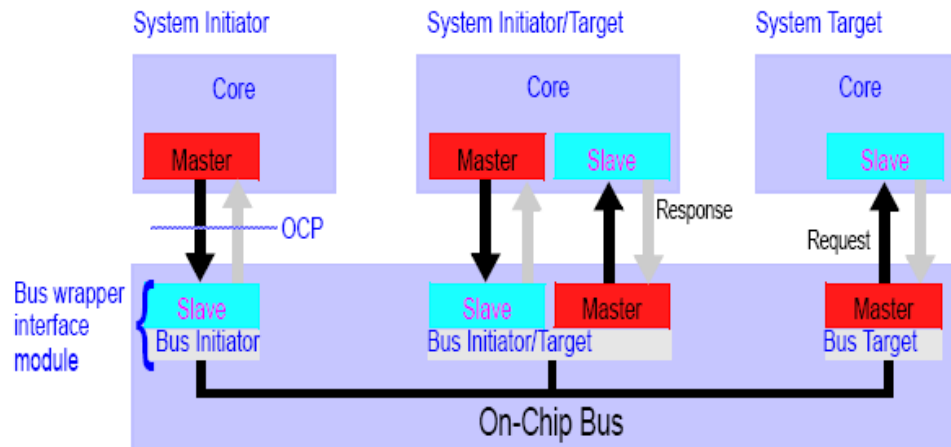 System Initiator
System Initiator/Target
System Target
Core
Core
Core
Master
Master
Slave
Slave
Response
OCP
Request
Bus wrapper
interface
module
Slave
Slave
Master
Master
Bus Initiator
Bus Initiator/Target
Bus Target
On-Chip Bus